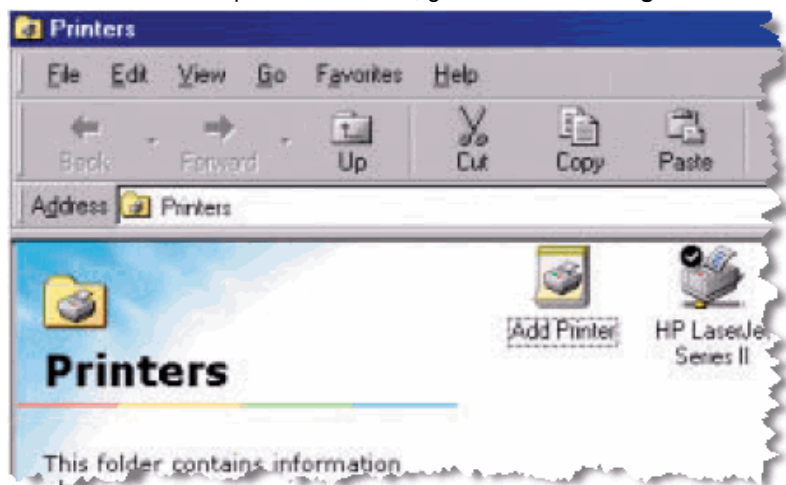 Printers
File Edit View Go Favorites Help
Back Forward Up Cut Copy Paste
Address Printers
Add Printer
HP LaserJe
Series II
Printers
This folder contains information